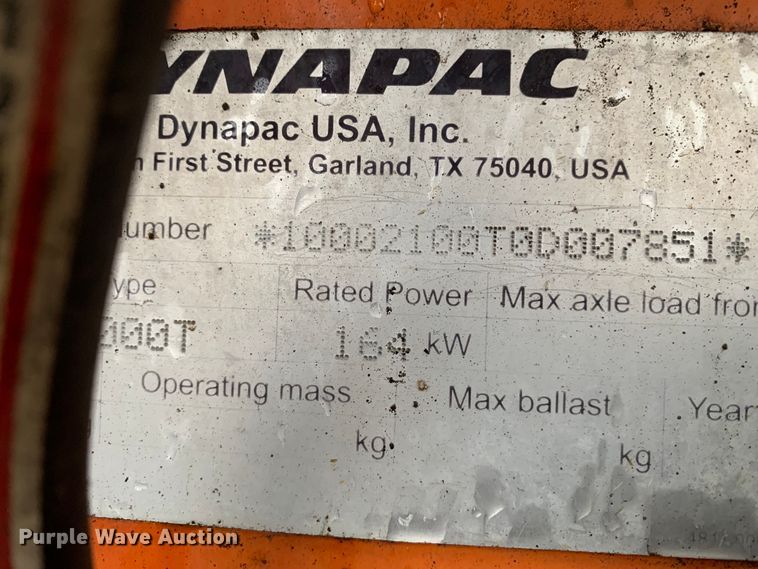 YNAPAC
Dynapac USA, Inc.
First Street, Garland, TX 75040, USA
umber *10002100T0D007851*
ype Rated Power Max axle load fro
000T 164 kW
Operating mass Max ballast Year
kg kg
Purple Wave Auction